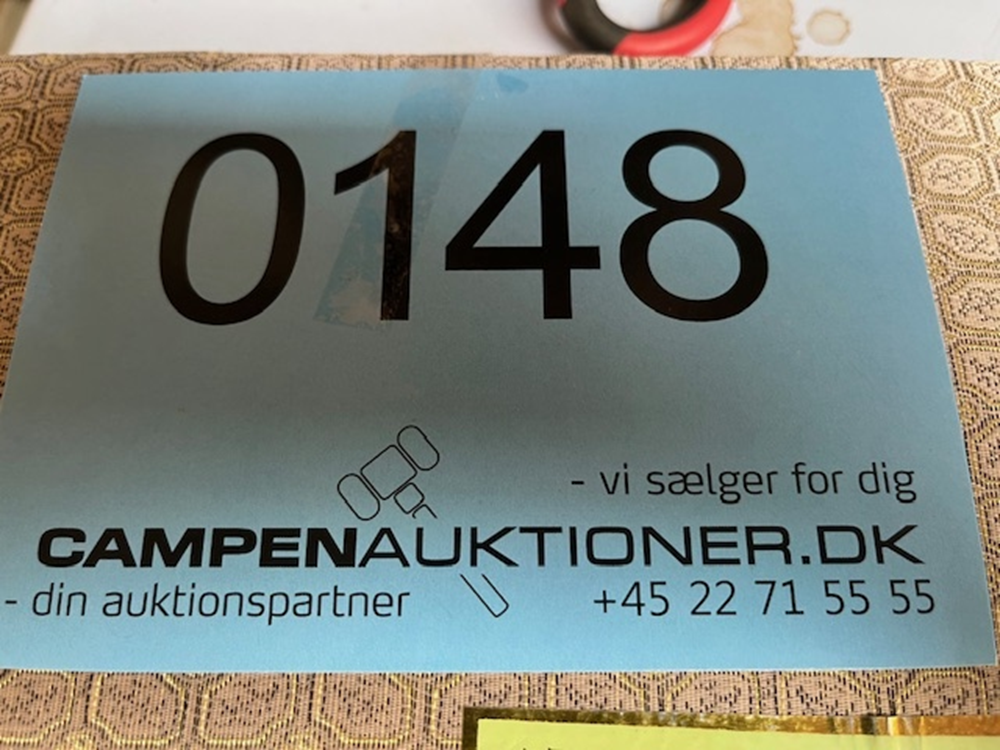 0148
- vi sælger for dig
CAMPENAUKTIONER.DK
- din auktionspartner +45 22 71 55 55